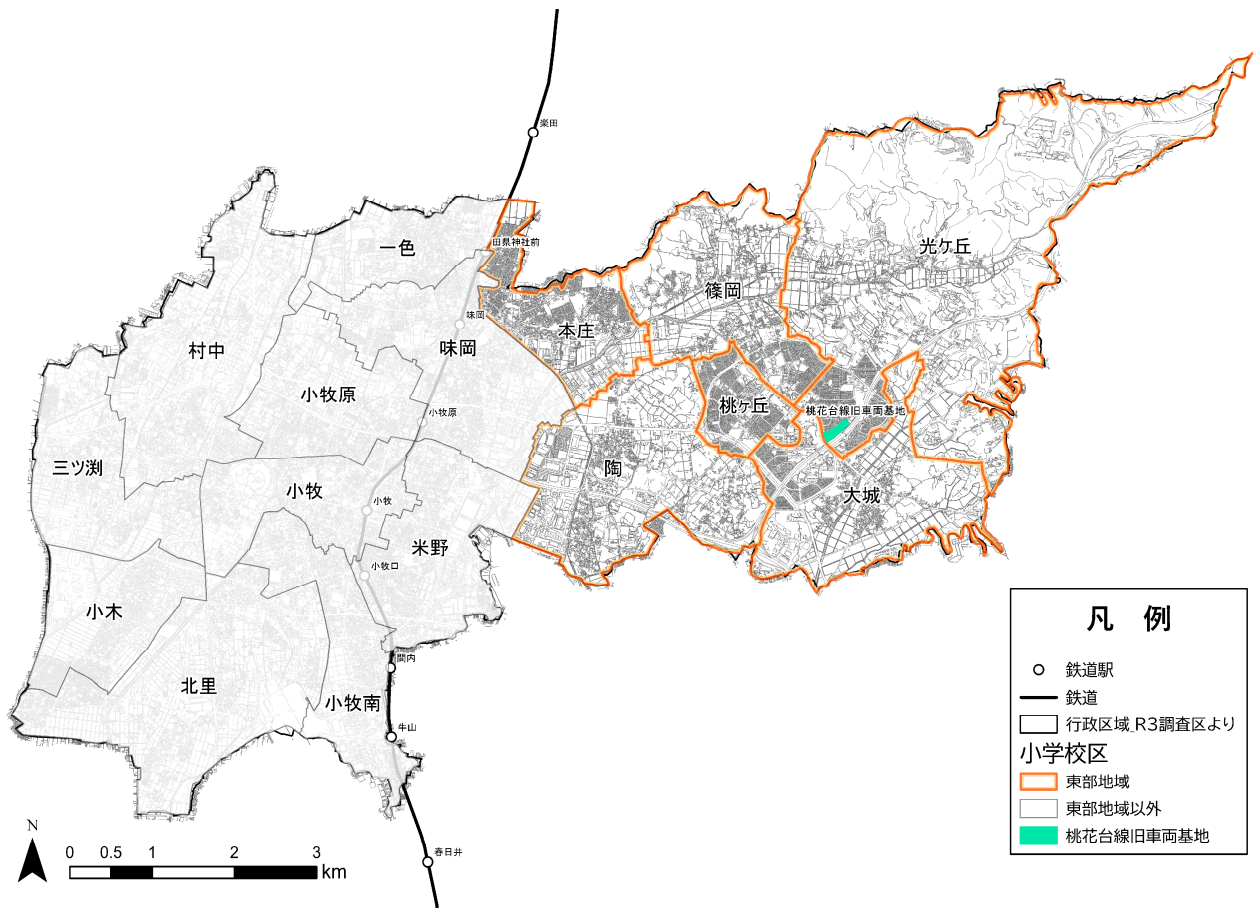 楽田
田県神社前
一色
光ケ丘
篠岡
味岡
本庄
味岡
村中
小牧原
桃ヶ丘
小牧原
桃花台線旧車両基地
三ツ渕
陶
小牧
大城
小牧
米野
小牧口
小木
間内
北里
小牧南
牛山
春日井
凡 例
鉄道駅
鉄道
行政区域_R3調査区より
小学校区
東部地域
東部地域以外
桃花台線旧車両基地
N
0 0.5 1 2 3
km